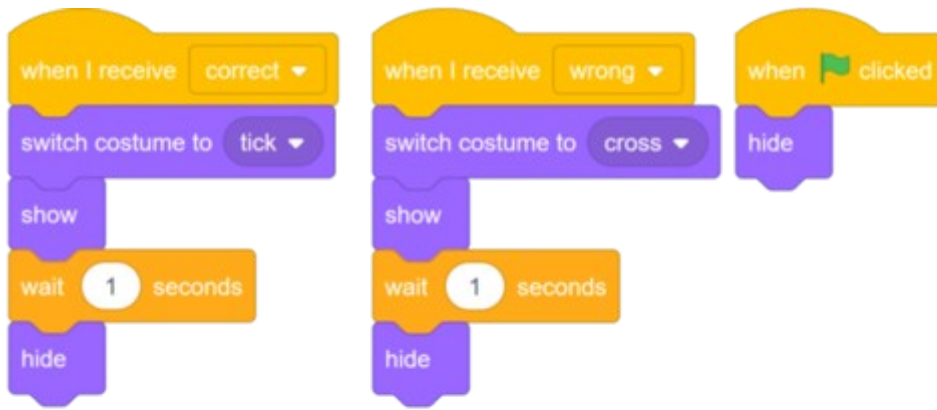 when I receive correct
switch costume to tick
show
wait 1 seconds
hide
when I receive wrong
switch costume to cross
show
wait 1 seconds
hide
when clicked
hide